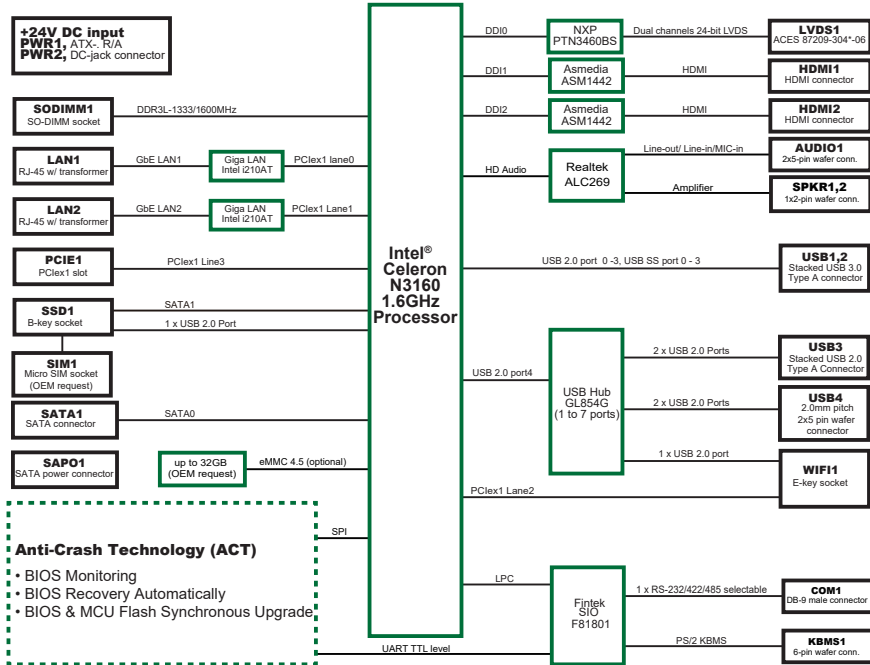 +24V DC input
PWR1, ATX-. R/A
PWR2, DC-jack connector
SODIMM1
SO-DIMM socket
DDR3L-1333/1600MHz
LAN1
RJ-45 w/ transformer
GbE LAN1
Giga LAN
Intel i210AT
PCIex1 lane0
LAN2
RJ-45 w/ transformer
GbE LAN2
Giga LAN
Intel i210AT
PCIex1 Lane1
PCIE1
PCIex1 slot
PCIex1 Line3
SSD1
B-key socket
SATA1
1 x USB 2.0 Port
SIM1
Micro SIM socket
(OEM request)
SATA1
SATA connector
SATA0
SAPO1
SATA power connector
up to 32GB
(OEM request)
eMMC 4.5 (optional)
SPI
Anti-Crash Technology (ACT)
• BIOS Monitoring
• BIOS Recovery Automatically
• BIOS & MCU Flash Synchronous Upgrade
UART TTL level
Intel®
Celeron
N3160
1.6GHz
Processor
DDI0
NXP
PTN3460BS
Dual channels 24-bit LVDS
LVDS1
ACES 87209-304*-06
DDI1
Asmedia
ASM1442
HDMI
HDMI1
HDMI connector
DDI2
Asmedia
ASM1442
HDMI
HDMI2
HDMI connector
HD Audio
Realtek
ALC269
Line-out/ Line-in/MIC-in
AUDIO1
2x5-pin wafer conn.
Amplifier
SPKR1,2
1x2-pin wafer conn.
USB 2.0 port 0 -3, USB SS port 0 - 3
USB1,2
Stacked USB 3.0
Type A connector
USB 2.0 port4
USB Hub
GL854G
(1 to 7 ports)
2 x USB 2.0 Ports
USB3
Stacked USB 2.0
Type A Connector
2 x USB 2.0 Ports
USB4
2.0mm pitch
2x5 pin wafer
connector
1 x USB 2.0 port
WIFI1
E-key socket
PCIex1 Lane2
LPC
Fintek
SIO
F81801
1 x RS-232/422/485 selectable
COM1
DB-9 male connector
PS/2 KBMS
KBMS1
6-pin wafer conn.